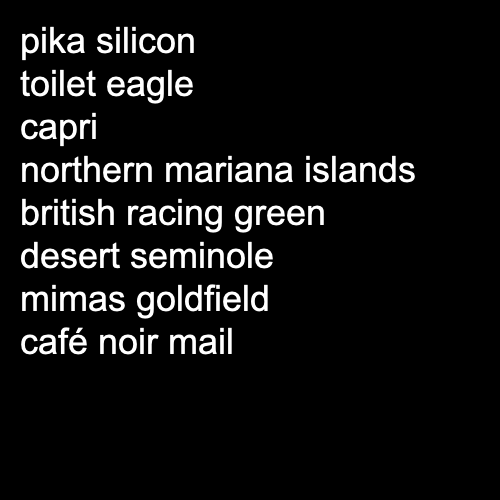 pika silicon
toilet eagle
capri
northern mariana islands
british racing green
desert seminole
mimas goldfield
café noir mail